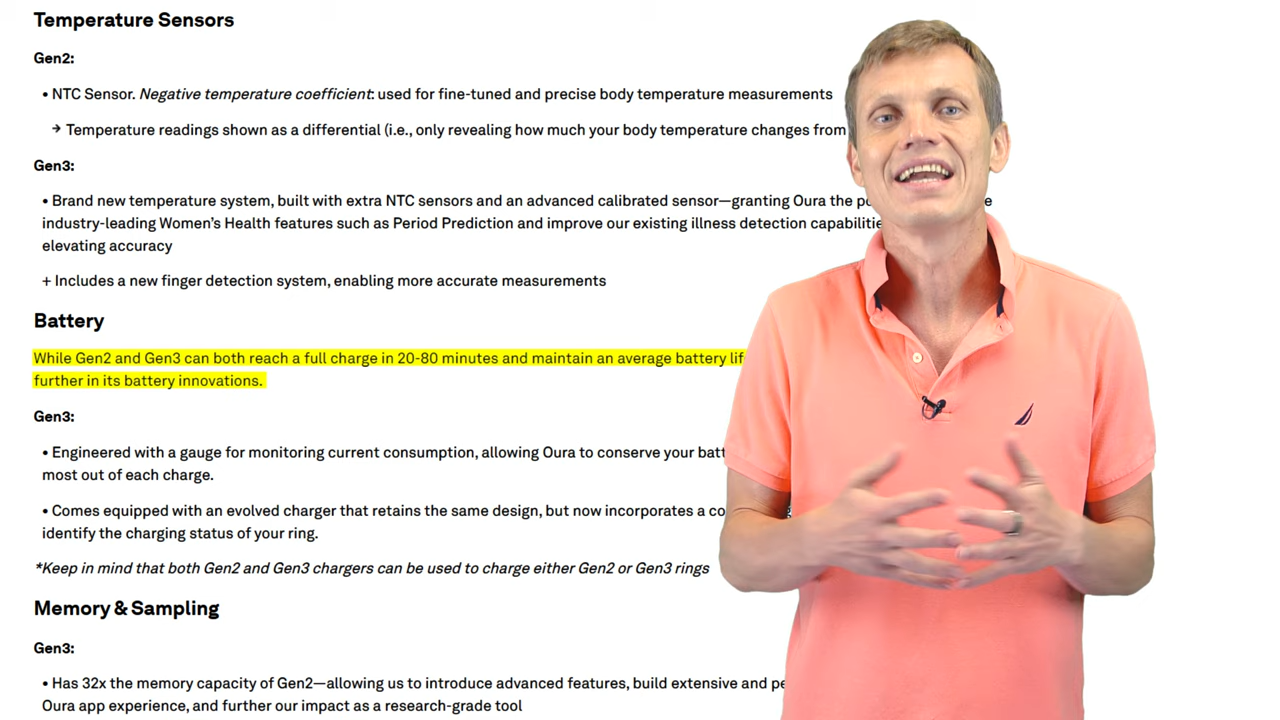 Temperature Sensors
Gen2:
• NTC Sensor. Negative temperature coefficient: used for fine-tuned and precise body temperature measurements
→ Temperature readings shown as a differential (i.e., only revealing how much your body temperature changes from
Gen3:
• Brand new temperature system, built with extra NTC sensors and an advanced calibrated sensor—granting Oura the
industry-leading Women's Health features such as Period Prediction and improve our existing illness detection
elevating accuracy
+ Includes a new finger detection system, enabling more accurate measurements
Battery
While Gen2 and Gen3 can both reach a full charge in 20-80 minutes and maintain an average battery
further in its battery innovations.
Gen3:
• Engineered with a gauge for monitoring current consumption, allowing Oura to conserve your
most out of each charge.
• Comes equipped with an evolved charger that retains the same design, but now incorporates a
identify the charging status of your ring.
*Keep in mind that both Gen2 and Gen3 chargers can be used to charge either Gen2 or Gen3 rings
Memory & Sampling
Gen3:
• Has 32x the memory capacity of Gen2—allowing us to introduce advanced features, build extensive and
Oura app experience, and further our impact as a research-grade tool